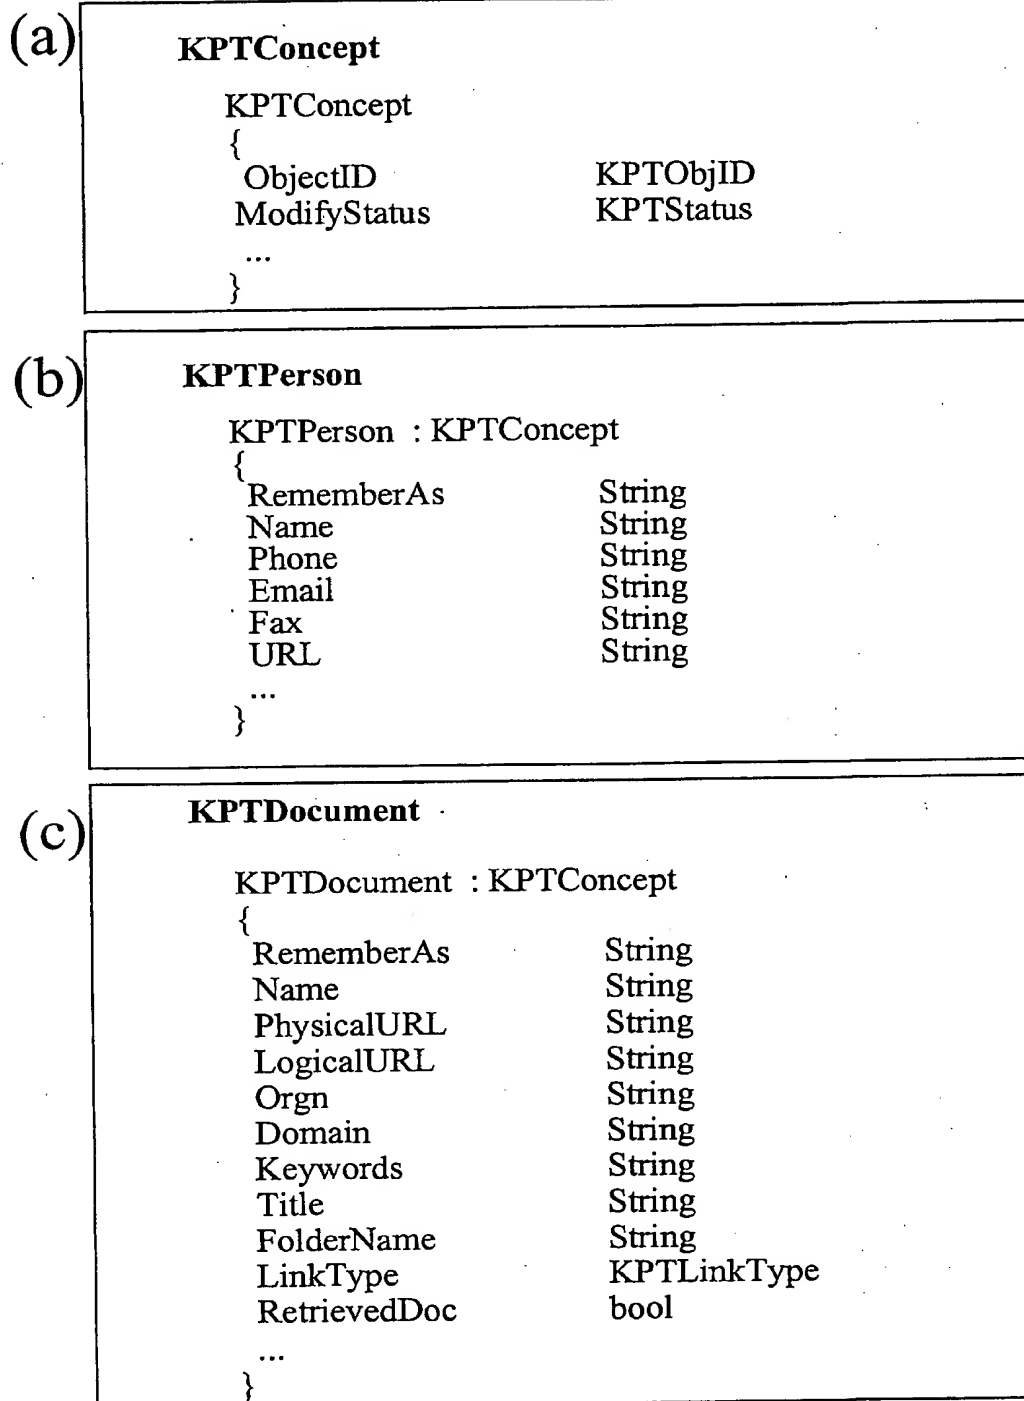 (a)
KPTConcept
KPTConcept
{
ObjectID KPTObjID
ModifyStatus KPTStatus
...
}
(b)
KPTPerson
KPTPerson : KPTConcept
{
RememberAs String
Name String
Phone String
Email String
Fax String
URL String
...
}
(c)
KPTDocument
KPTDocument : KPTConcept
{
RememberAs String
Name String
PhysicalURL String
LogicalURL String
Orgn String
Domain String
Keywords String
Title String
FolderName String
LinkType KPTLinkType
RetrievedDoc bool
...
}